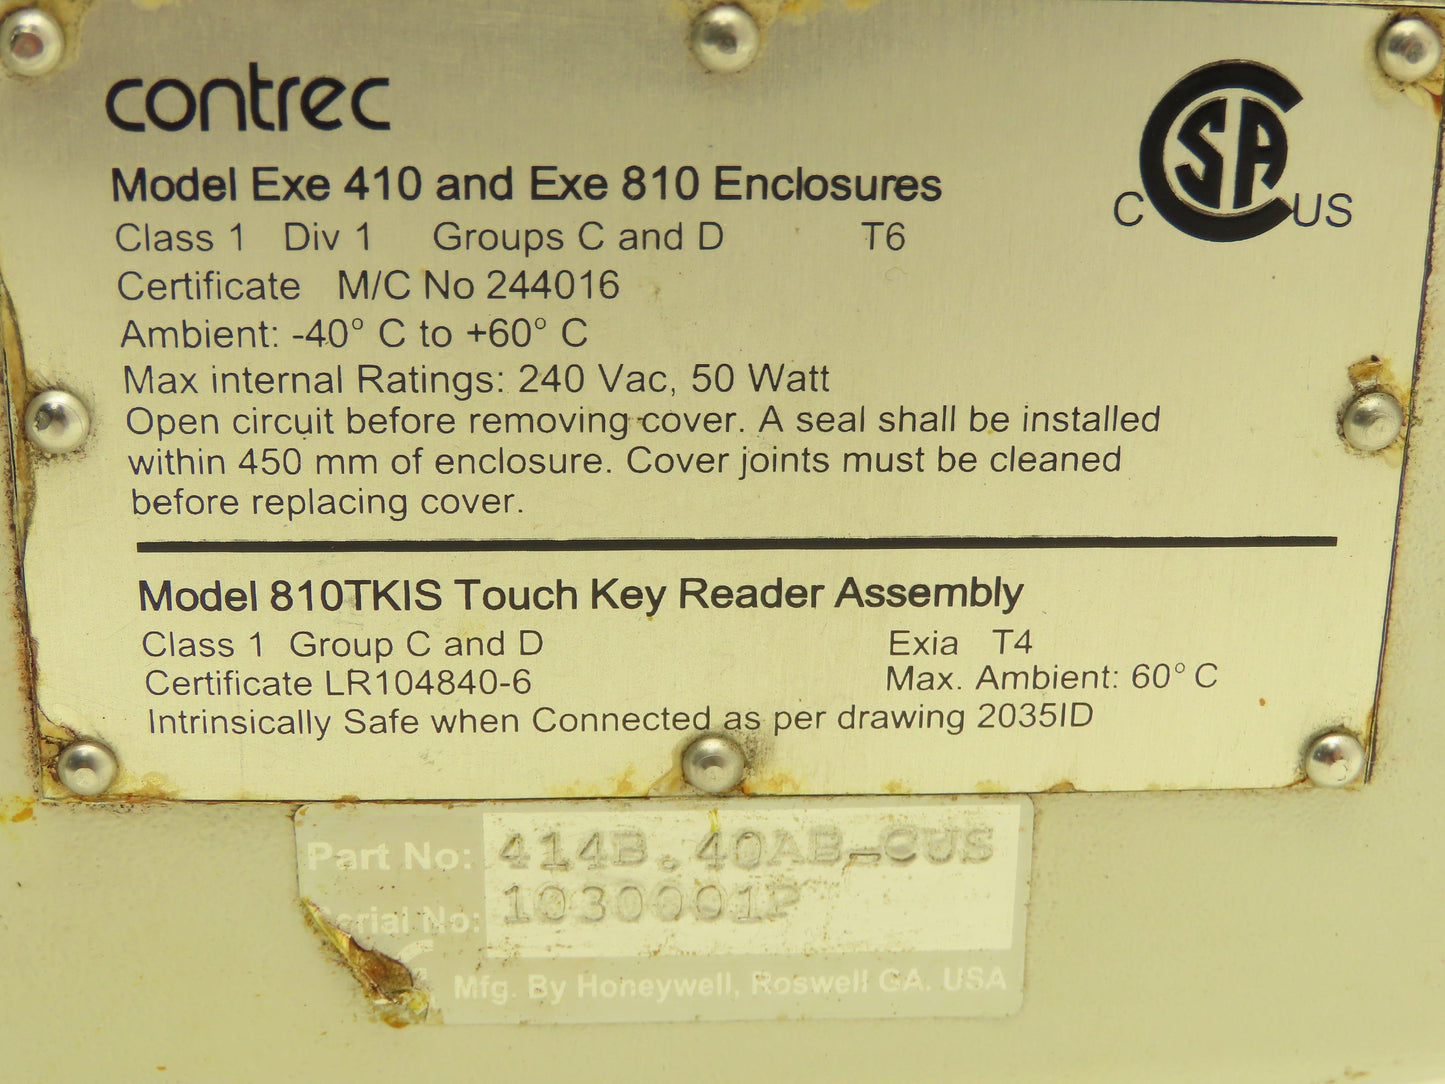 contrec
CSA
C US
Model Exe 410 and Exe 810 Enclosures
Class 1 Div 1 Groups C and D T6
Certificate M/C No 244016
Ambient: -40° C to +60° C
Max internal Ratings: 240 Vac, 50 Watt
Open circuit before removing cover. A seal shall be installed
within 450 mm of enclosure. Cover joints must be cleaned
before replacing cover.
Model 810TKIS Touch Key Reader Assembly
Class 1 Group C and D Exia T4
Certificate LR104840-6 Max. Ambient: 60° C
Intrinsically Safe when Connected as per drawing 2035ID
Part No: 414B.40AB-CUS
Serial No: 1030001P
Mfg. By Honeywell, Roswell GA. USA